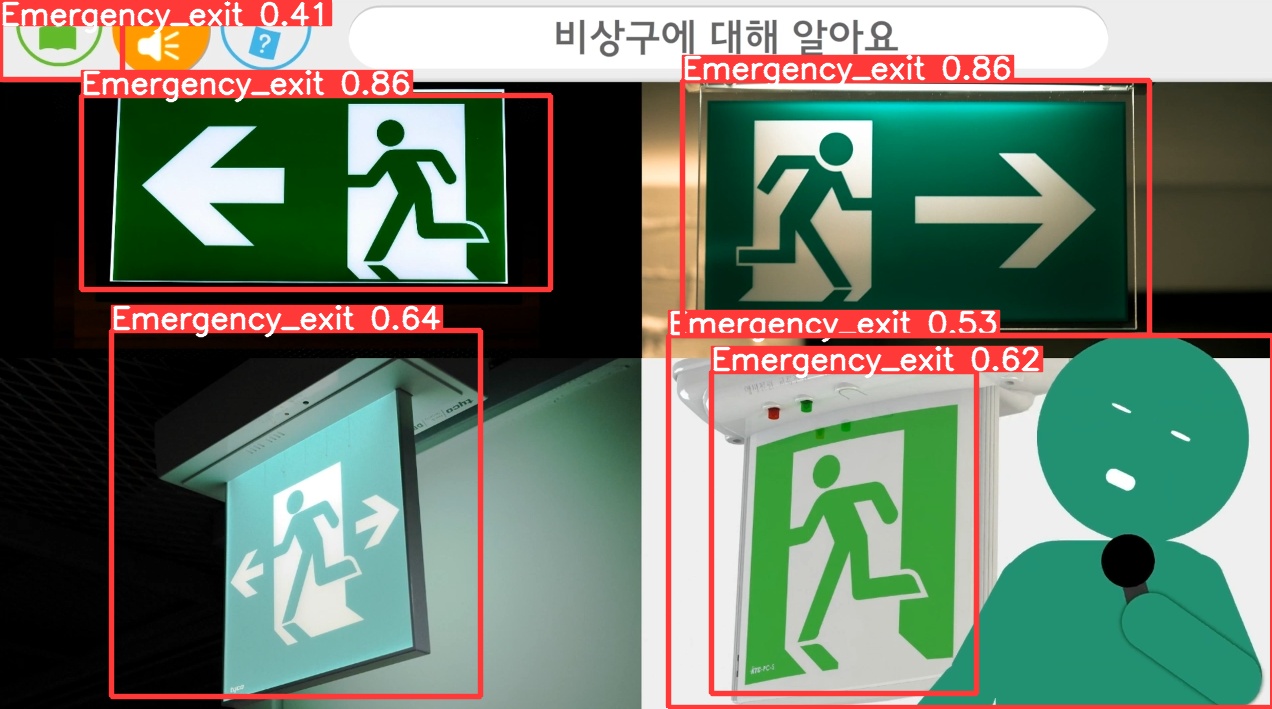 Emergency_exit 0.41
?
비상구에 대해 알아요
Emergency_exit 0.86
Emergency_exit 0.86
Emergency_exit 0.64
Emergency_exit 0.53
Emergency_exit 0.62
tyco